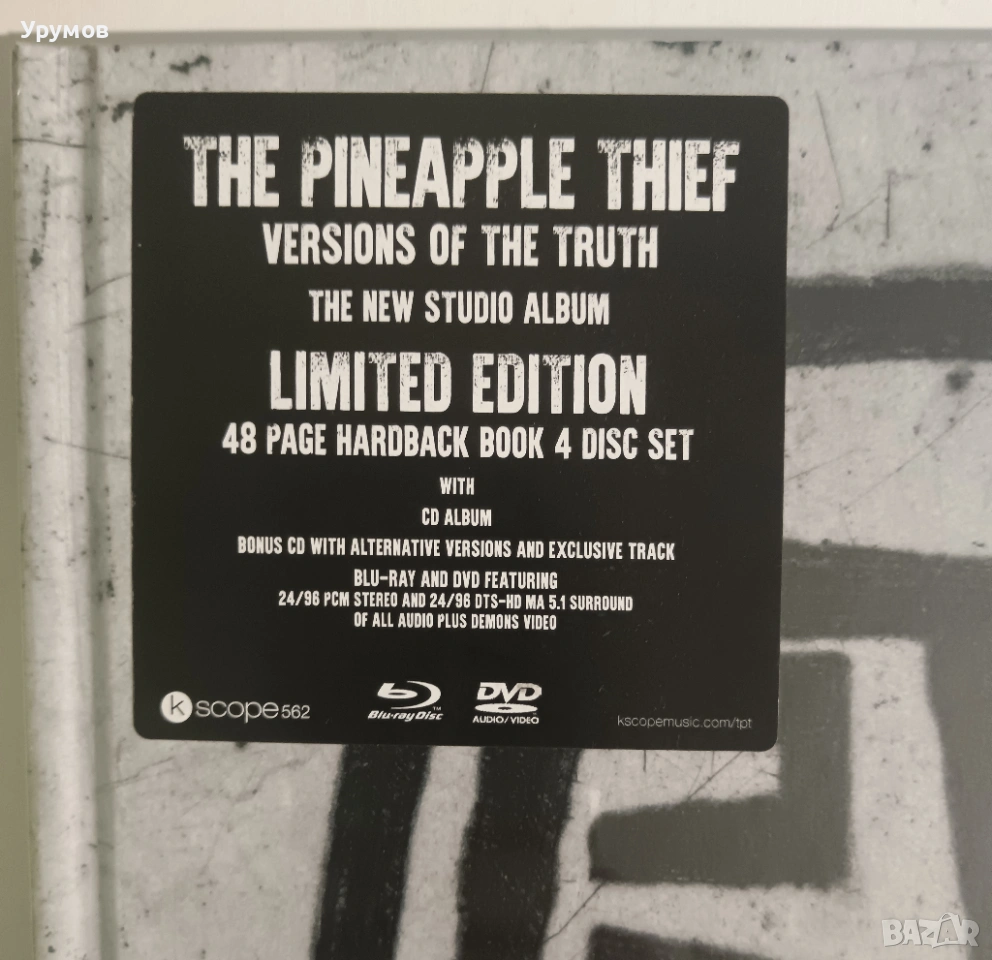 Урумов
THE PINEAPPLE THIEF
VERSIONS OF THE TRUTH
THE NEW STUDIO ALBUM
LIMITED EDITION
48 PAGE HARDBACK BOOK 4 DISC SET
WITH
CD ALBUM
BONUS CD WITH ALTERNATIVE VERSIONS AND EXCLUSIVE TRACK
BLU-RAY AND DVD FEATURING
24/96 PCM STEREO AND 24/96 DTS-HD MA 5.1 SURROUND
OF ALL AUDIO PLUS DEMONS VIDEO
k scope 562
Blu-ray Disc™
DVD
AUDIO/VIDEO
kscopemusic.com/tpt
BAZAR